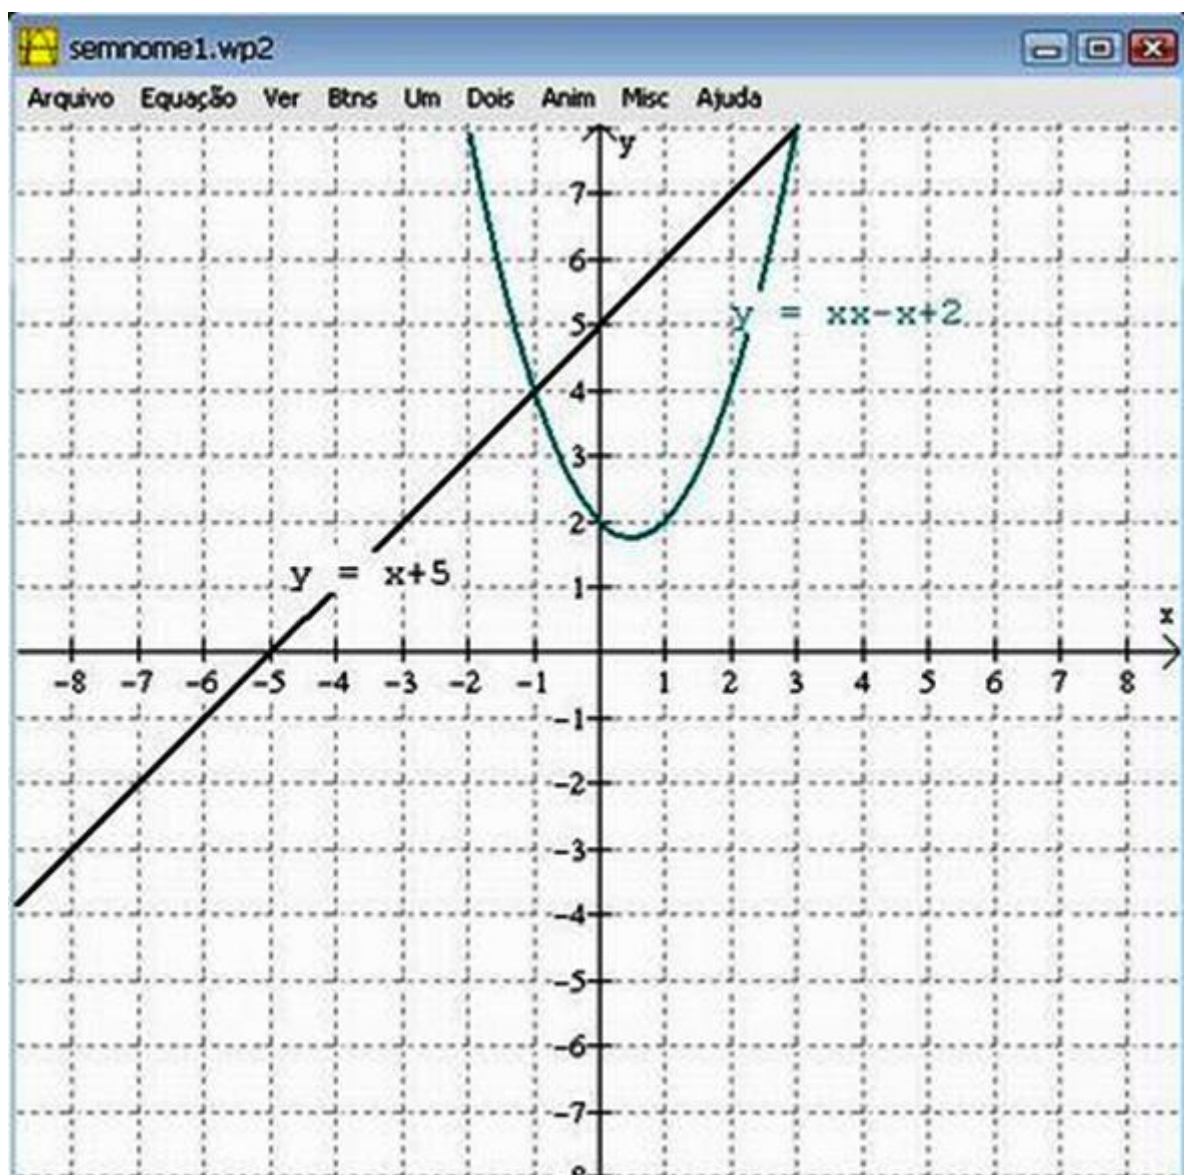 semnome1.wp2
Arquivo Equação Ver Btns Um Dois Anim Misc Ajuda
y
7
6
y = xx-x+2
5
4
3
2
y = x+5
1
x
-8 -7 -6 -5 -4 -3 -2 -1 1 2 3 4 5 6 7 8
-1
-2
-3
-4
-5
-6
-7